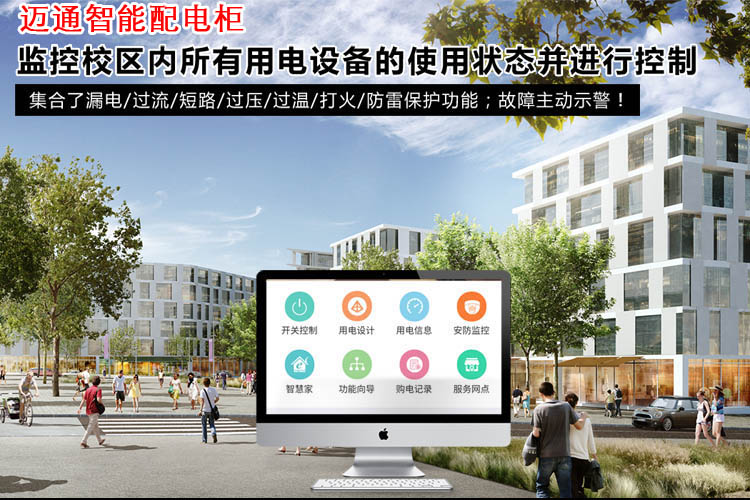 迈通智能配电柜
监控校区内所有用电设备的使用状态并进行控制
集合了漏电/过流/短路/过压/过温/打火/防雷保护功能；故障主动示警！
开关控制 用电设计 用电信息 安防监控
智慧家 功能向导 购电记录 服务网点